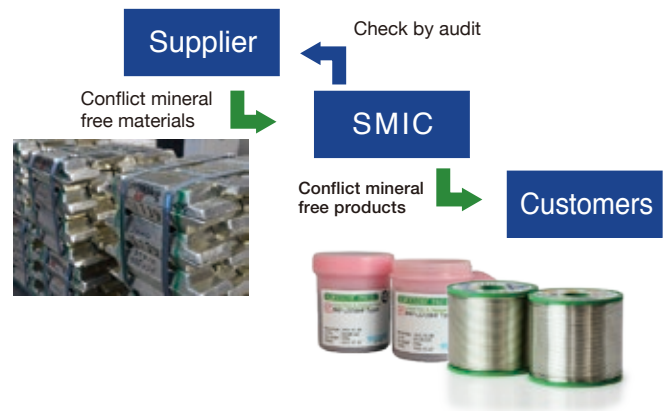 Supplier
Check by audit
Conflict mineral
free materials
SMIC
Conflict mineral
free products
Customers